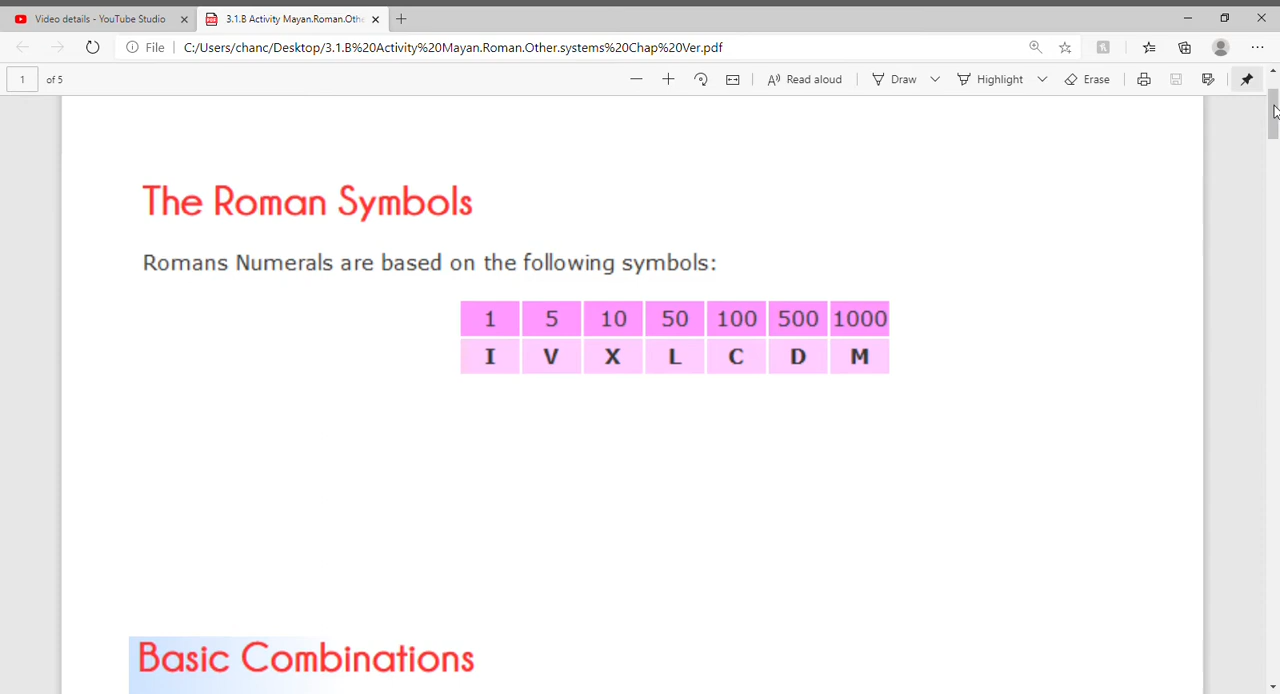 Video details - YouTube Studio
3.1.B Activity Mayan.Roman.Oth
File
C:/Users/chanc/Desktop/3.1.B%20Activity%20Mayan.Roman.Other.systems%20Chap%20Ver.pdf
1 of 5
Read aloud
Draw
Highlight
Erase
The Roman Symbols
Romans Numerals are based on the following symbols:
1 5 10 50 100 500 1000
I V X L C D M
Basic Combinations